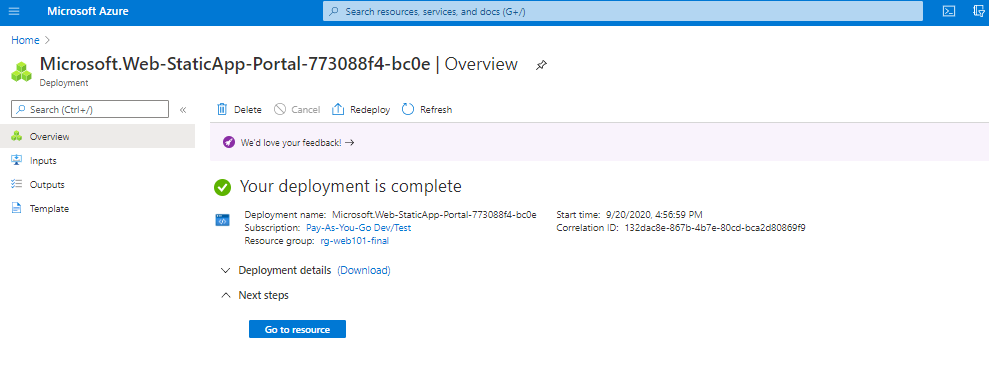 Microsoft Azure
Search resources, services, and docs (G+/)
Home >
Microsoft.Web-StaticApp-Portal-773088f4-bc0e | Overview
Deployment
Search (Ctrl+/) «
Delete Cancel Redeploy Refresh
Overview
Inputs
Outputs
Template
We'd love your feedback! →
Your deployment is complete
Deployment name: Microsoft.Web-StaticApp-Portal-773088f4-bc0e Start time: 9/20/2020, 4:56:59 PM
Subscription: Pay-As-You-Go Dev/Test Correlation ID: 132dac8e-867b-4b7e-80cd-bca2d80869f9
Resource group: rg-web101-final
Deployment details (Download)
Next steps
Go to resource